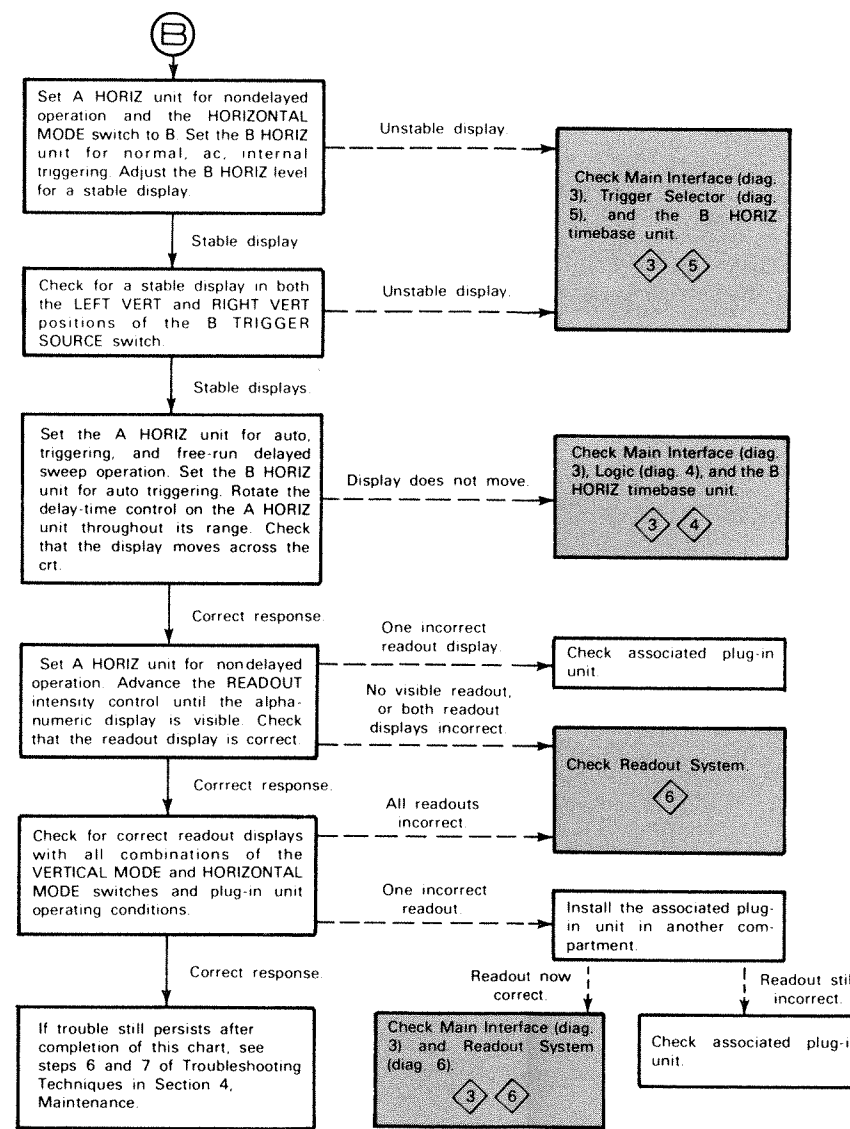 B
Set A HORIZ unit for nondelayed
operation and the HORIZONTAL
MODE switch to B. Set the B HORIZ
unit for normal, ac, internal
triggering. Adjust the B HORIZ level
for a stable display.
Unstable display.
Check Main Interface (diag.
3), Trigger Selector (diag.
5), and the B HORIZ
timebase unit.
3 5
Stable display
Check for a stable display in both
the LEFT VERT and RIGHT VERT
positions of the B TRIGGER
SOURCE switch.
Unstable display.
Stable displays.
Set the A HORIZ unit for auto,
triggering, and free-run delayed
sweep operation. Set the B HORIZ
unit for auto triggering. Rotate the
delay-time control on the A HORIZ
unit throughout its range. Check
that the display moves across the
crt.
Display does not move.
Check Main Interface (diag.
3), Logic (diag. 4), and the B
HORIZ timebase unit.
3 4
Correct response.
Set A HORIZ unit for nondelayed
operation. Advance the READOUT
intensity control until the alpha-
numeric display is visible. Check
that the readout display is correct.
One incorrect
readout display.
Check associated plug-in
unit.
No visible readout,
or both readout
displays incorrect.
Check Readout System.
6
Corrrect response.
All readouts
incorrect.
Check for correct readout displays
with all combinations of the
VERTICAL MODE and HORIZONTAL
MODE switches and plug-in unit
operating conditions.
One incorrect
readout.
Install the associated plug-
in unit in another com-
partment.
Correct response.
Readout now
correct.
Readout stil
incorrect.
If trouble still persists after
completion of this chart, see
steps 6 and 7 of Troubleshooting
Techniques in Section 4,
Maintenance.
Check Main Interface (diag.
3) and Readout System
(diag 6).
3 6
Check associated plug-i
unit.